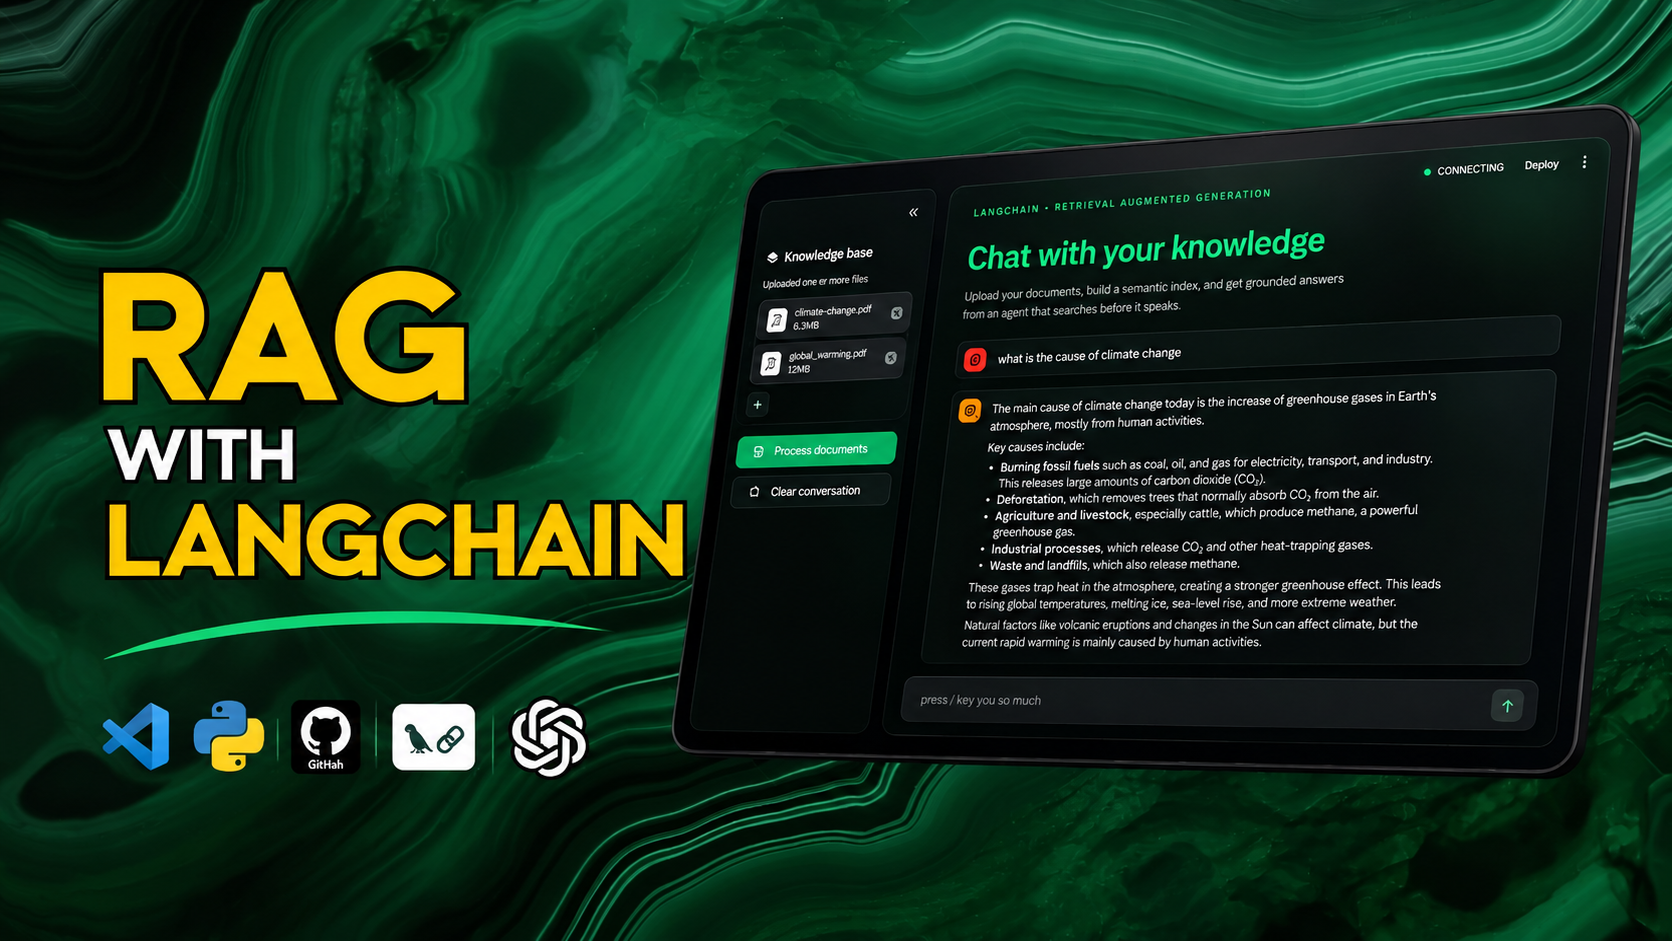 RAG
WITH
LANGCHAIN
GitHah
«
Knowledge base
Uploaded one er more files
climate-change.pdf
6.3MB
global_warming.pdf
12MB
+
Process documents
Clear conversation
CONNECTING
Deploy
LANGCHAIN • RETRIEVAL AUGMENTED GENERATION
Chat with your knowledge
Upload your documents, build a semantic index, and get grounded answers
from an agent that searches before it speaks.
what is the cause of climate change
The main cause of climate change today is the increase of greenhouse gases in Earth's
atmosphere, mostly from human activities.
Key causes include:
• Burning fossil fuels such as coal, oil, and gas for electricity, transport, and industry.
This releases large amounts of carbon dioxide (CO₂).
• Deforestation, which removes trees that normally absorb CO₂ from the air.
• Agriculture and livestock, especially cattle, which produce methane, a powerful
greenhouse gas.
• Industrial processes, which release CO₂ and other heat-trapping gases.
• Waste and landfills, which also release methane.
These gases trap heat in the atmosphere, creating a stronger greenhouse effect. This leads
to rising global temperatures, melting ice, sea-level rise, and more extreme weather.
Natural factors like volcanic eruptions and changes in the Sun can affect climate, but the
current rapid warming is mainly caused by human activities.
press / key you so much